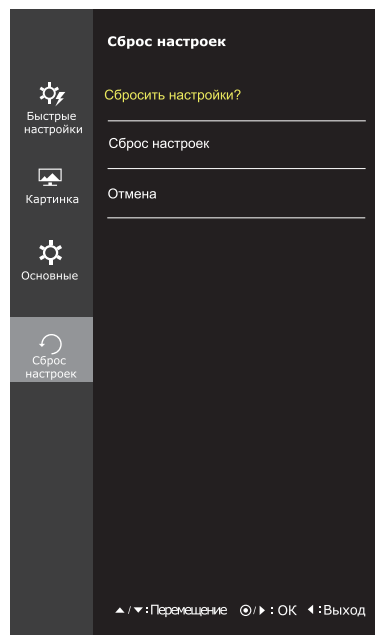 Сброс настроек
Быстрые
настройки
Картинка
Основные
Сброс
настроек
Сбросить настройки?
Сброс настроек
Отмена
▲/▼:Перемещение ◉/▶ : OK ◀:Выход